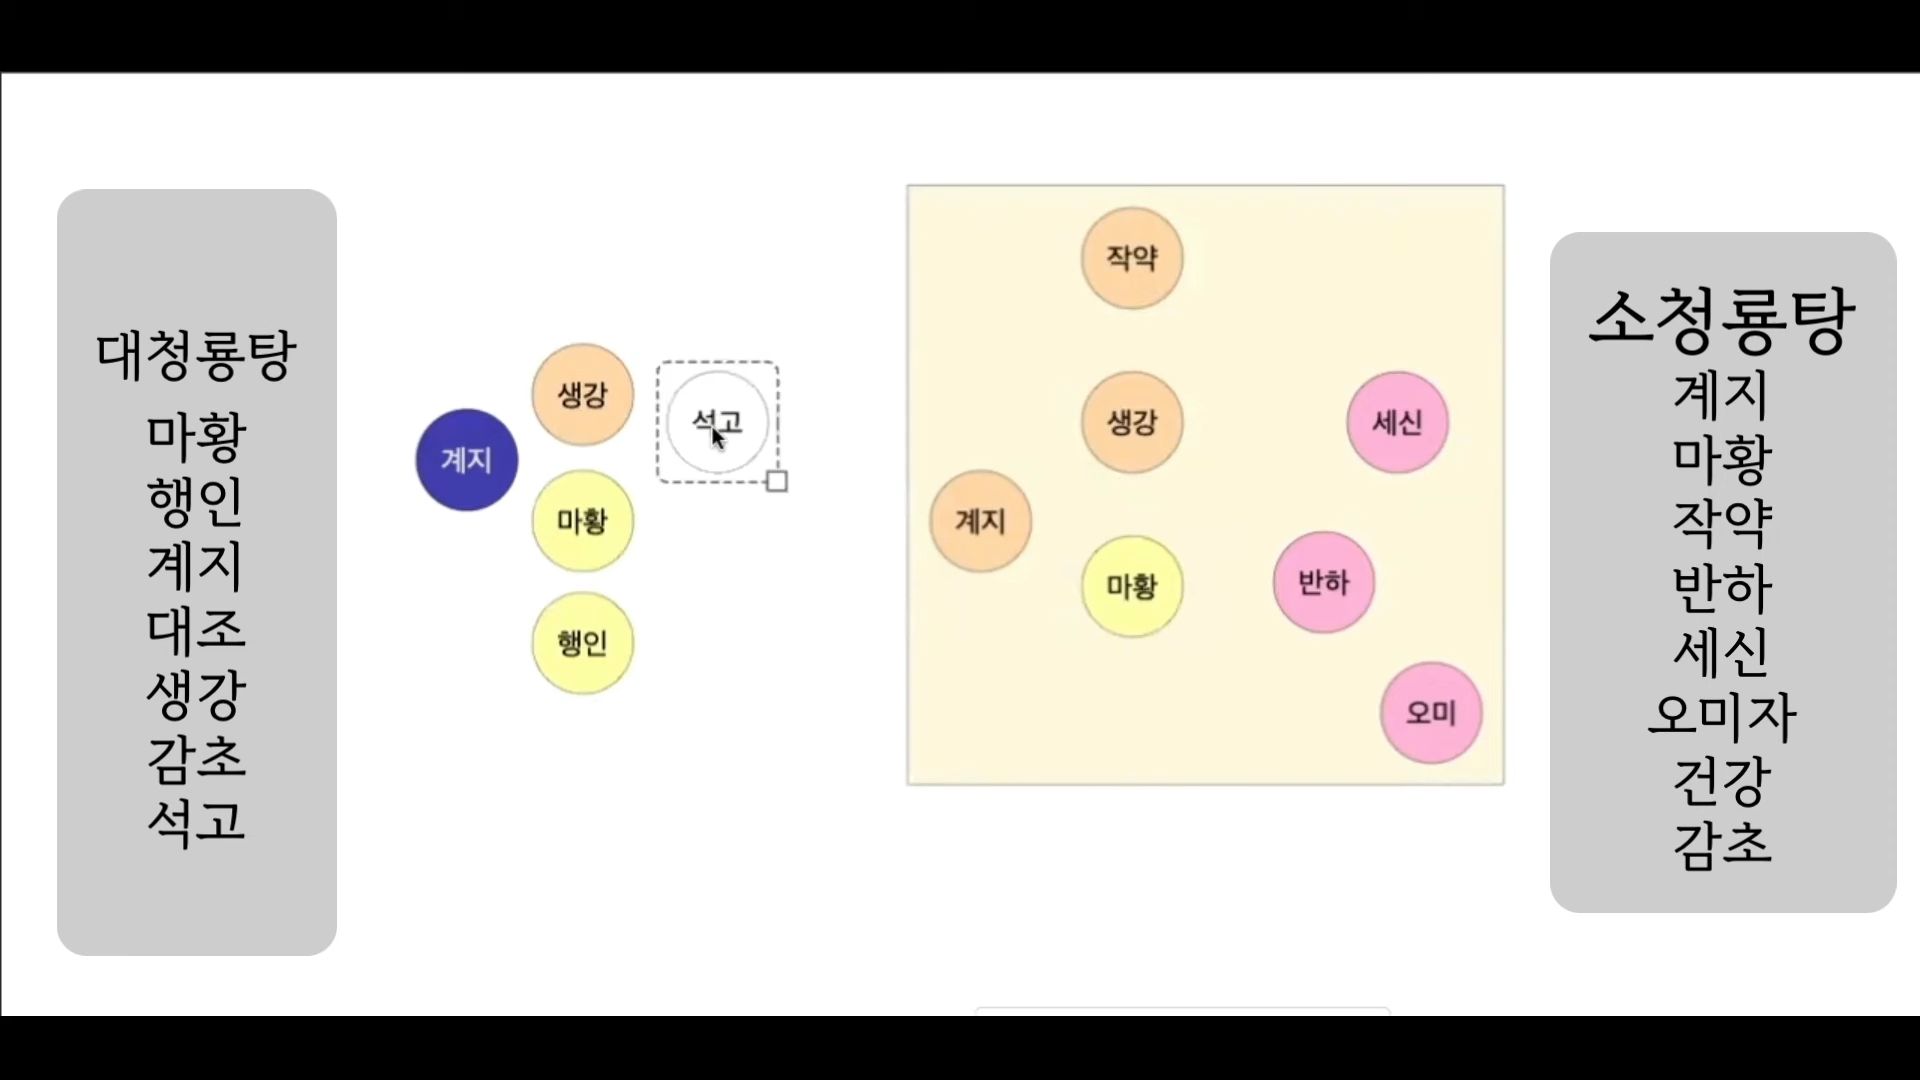 대청룡탕
마황
행인
계지
대조
생강
감초
석고
계지
생강
석고
마황
행인
작약
생강
세신
계지
마황
반하
오미
소청룡탕
계지
마황
작약
반하
세신
오미자
건강
감초